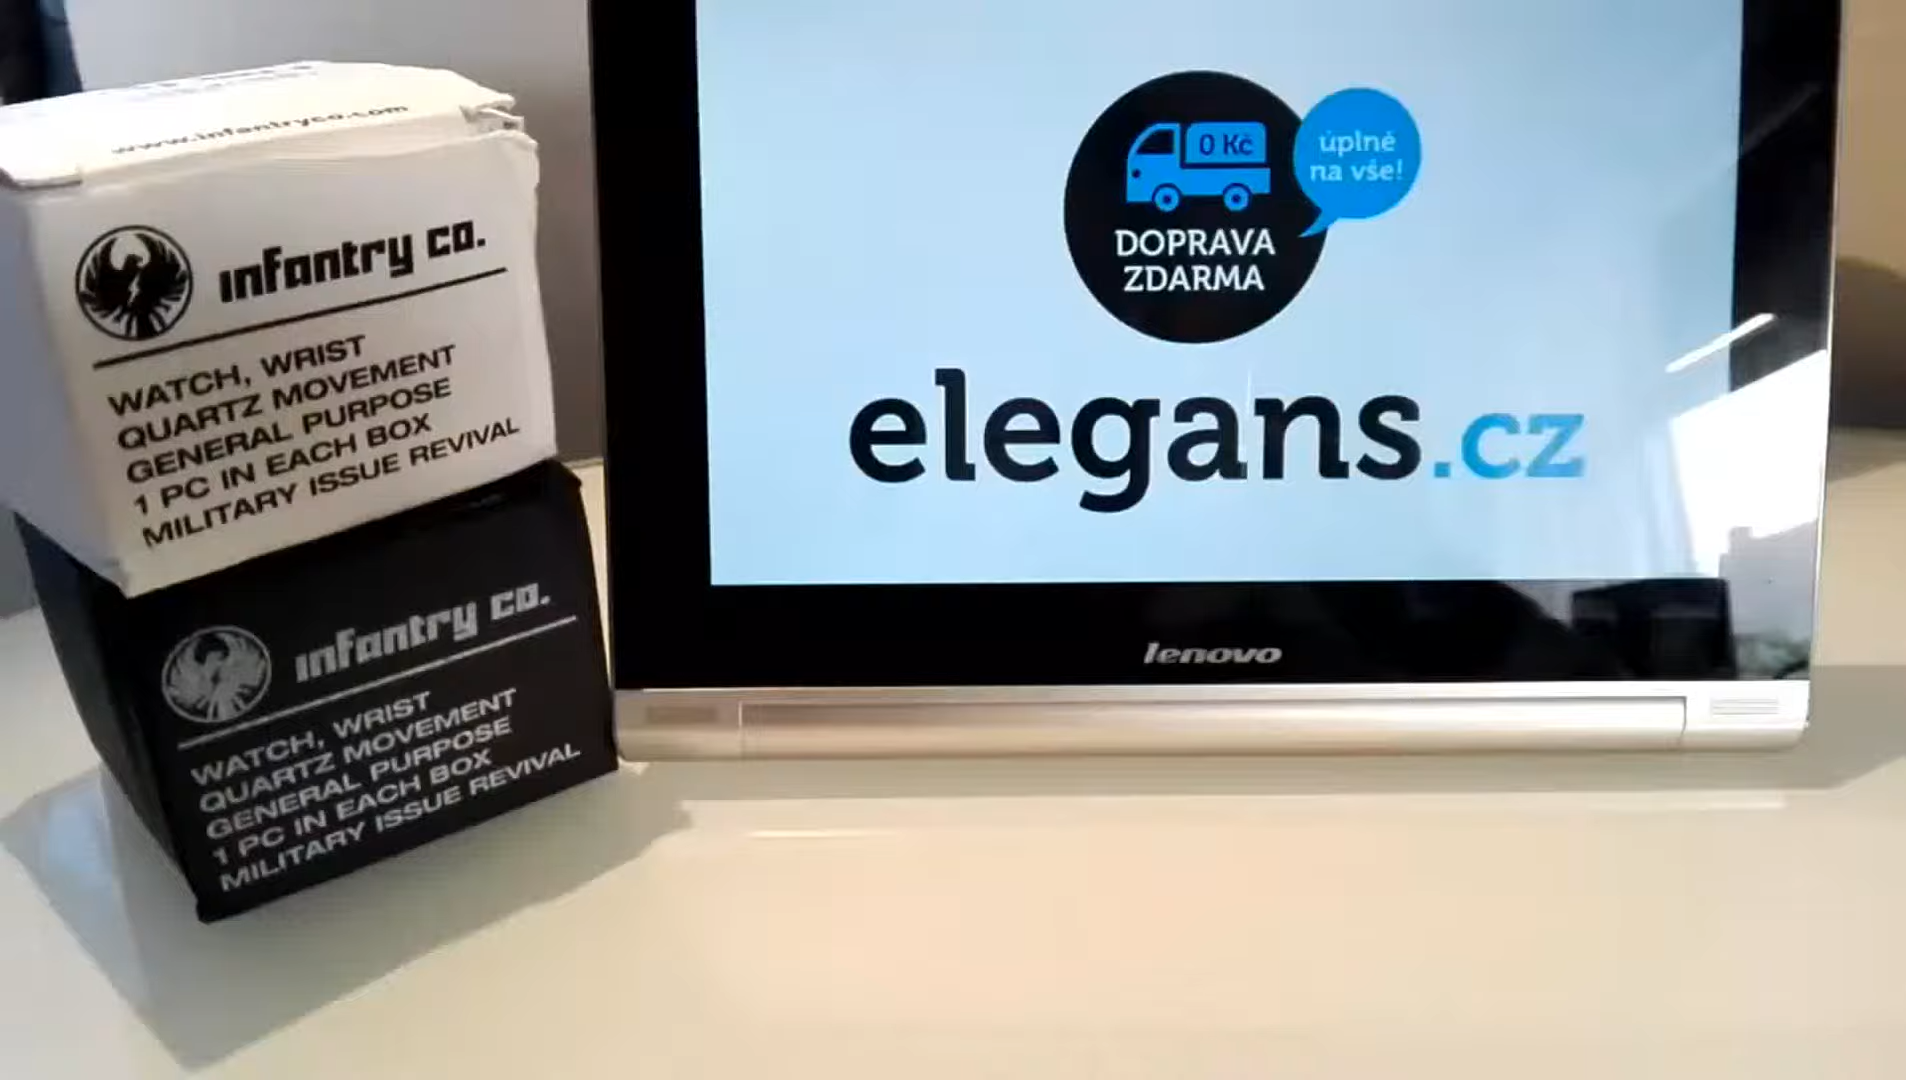 www.infantryco.com
infantry co.
WATCH, WRIST
QUARTZ MOVEMENT
GENERAL PURPOSE
1 PC IN EACH BOX
MILITARY ISSUE REVIVAL
infantry co.
WATCH, WRIST
QUARTZ MOVEMENT
GENERAL PURPOSE
1 PC IN EACH BOX
MILITARY ISSUE REVIVAL
0 Kč
úplně
na vše!
DOPRAVA
ZDARMA
elegans.cz
lenovo